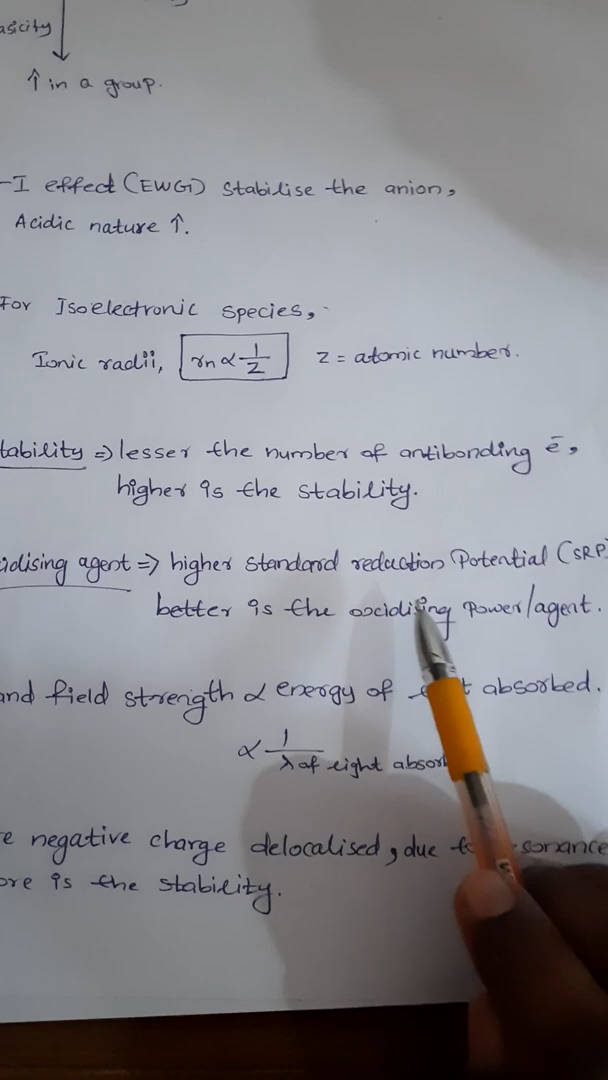 asicity
↑ in a group.
-I effect (EWG) stabilise the anion,
Acidic nature ↑.
For Isoelectronic species,
Ionic radii, rn ∝ 1/Z Z = atomic number.
tability ⇒ lesser the number of antibonding ē,
higher is the stability.
idising agent ⇒ higher standard reduction Potential (SRP)
better is the oxidising Power/agent.
and field strength ∝ energy of absorbed.
∝ 1/λ of light absor
e negative charge delocalised, due to sonance
ore is the stability.